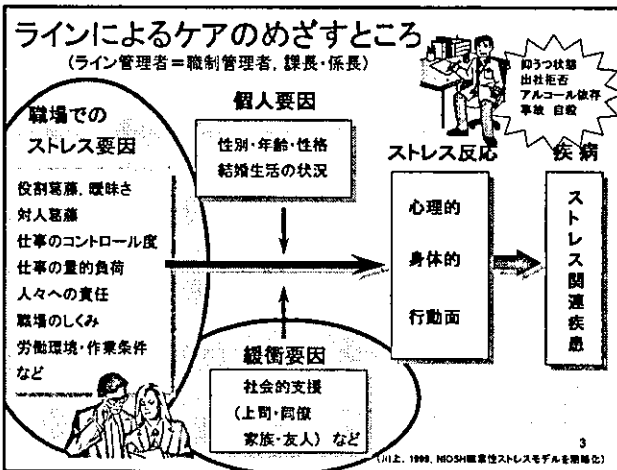 ラインによるケアのめざすところ
(ライン管理者=職制管理者, 課長・係長)
抑うつ状態
出社拒否
アルコール依存
事故 自殺
職場での
ストレス要因
役割葛藤, 曖昧さ
対人葛藤
仕事のコントロール度
仕事の量的負荷
人々への責任
職場のしくみ
労働環境・作業条件
など
個人要因
性別・年齢・性格
結婚生活の状況
ストレス反応
心理的
身体的
行動面
疾病
ストレス関連疾患
緩衝要因
社会的支援
(上司・同僚
家族・友人) など
3
(川上, 1999, NIOSH職業性ストレスモデルを簡略化)